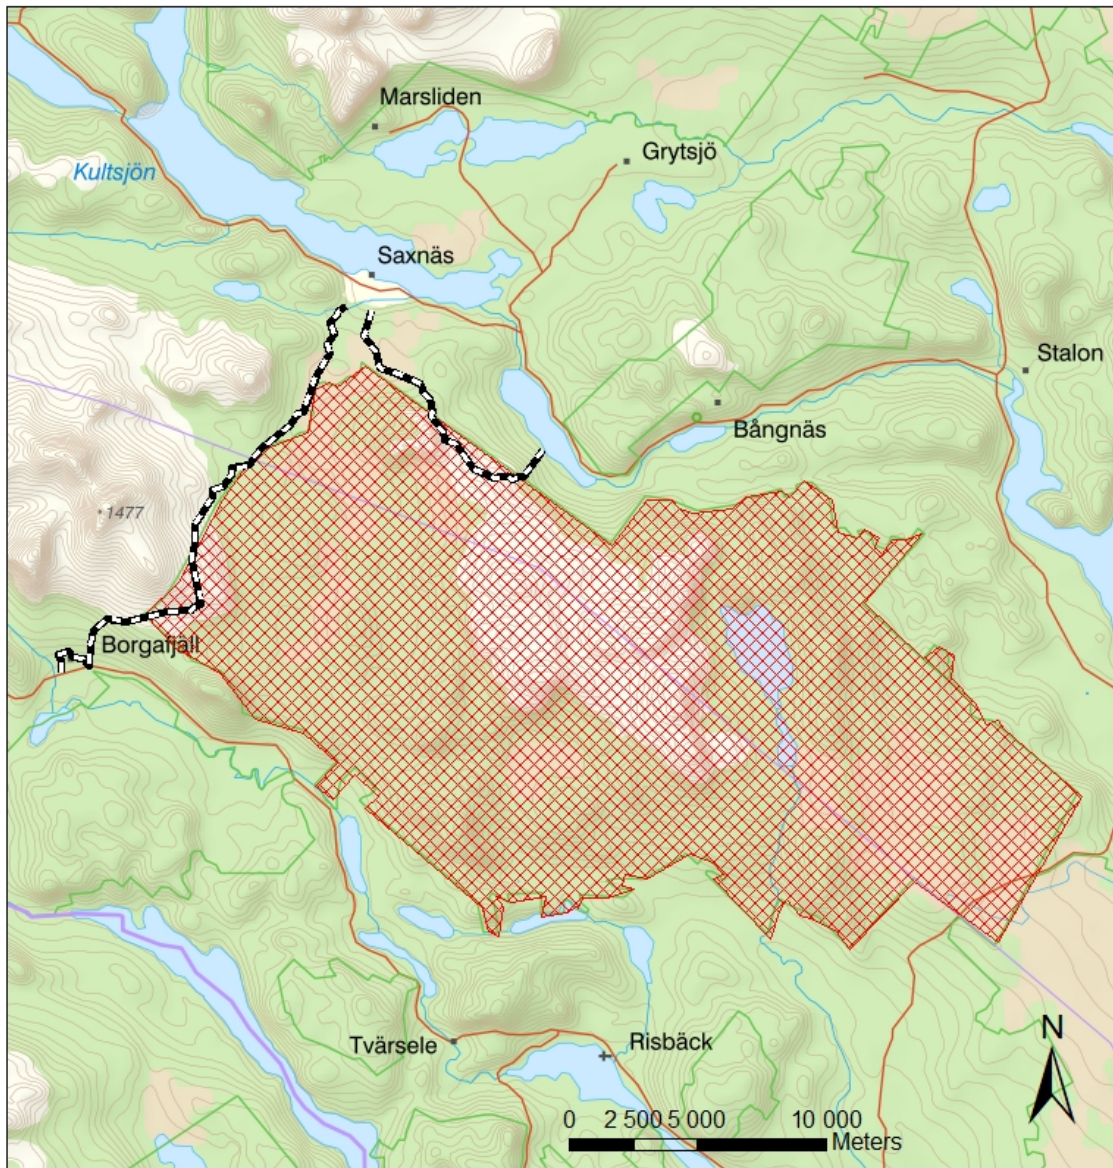 Marsliden
Grytsjö
Kultsjön
Saxnäs
Stalon
Bångnäs
1477
Borgafjäll
Tvärsele
Risbäck
N
0 2 500 5 000 10 000
Meters